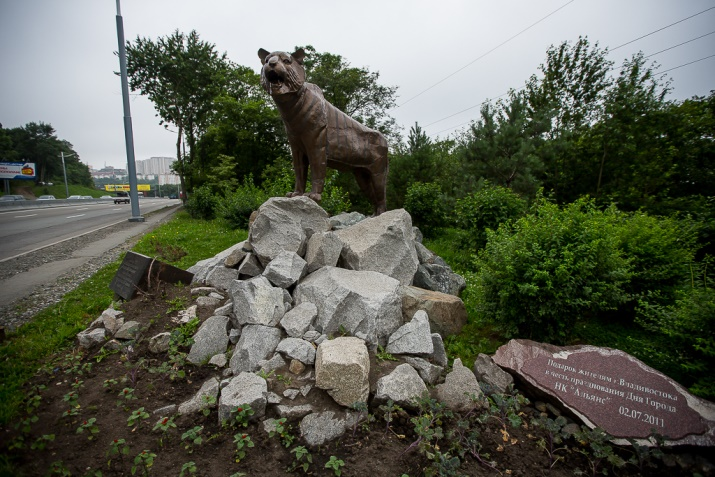 Подарок жителям г. Владивостока
в честь празднования Дня Города
НК "Альянс" 02.07.2011